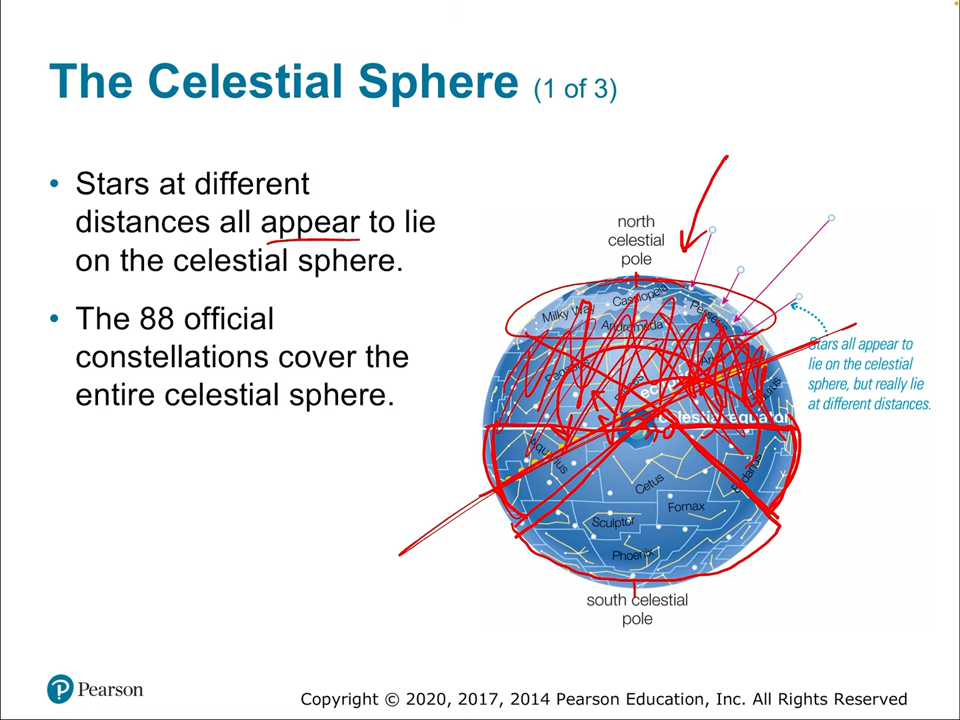 The Celestial Sphere (1 of 3)
• Stars at different
distances all appear to lie
on the celestial sphere.
• The 88 official
constellations cover the
entire celestial sphere.
north
celestial
pole
Milky Way
Cassiopeia
Perseus
Andromeda
Pegasus
Aries
Taurus
celestial equator
Aquarius
Cetus
Eridanus
Fornax
Sculptor
Phoenix
south celestial
pole
Stars all appear to
lie on the celestial
sphere, but really lie
at different distances.
Pearson
Copyright © 2020, 2017, 2014 Pearson Education, Inc. All Rights Reserved